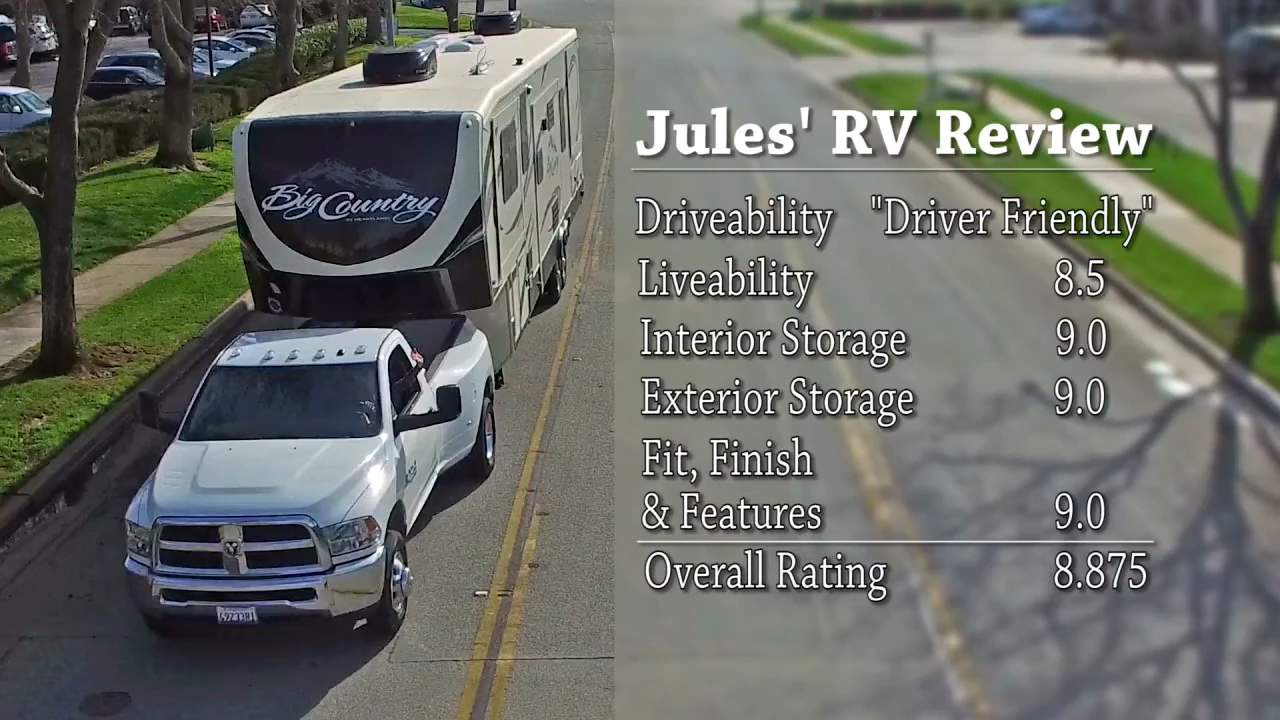 Jules' RV Review
Driveability "Driver Friendly"
Liveability 8.5
Interior Storage 9.0
Exterior Storage 9.0
Fit, Finish
& Features 9.0
Overall Rating 8.875
Big Country